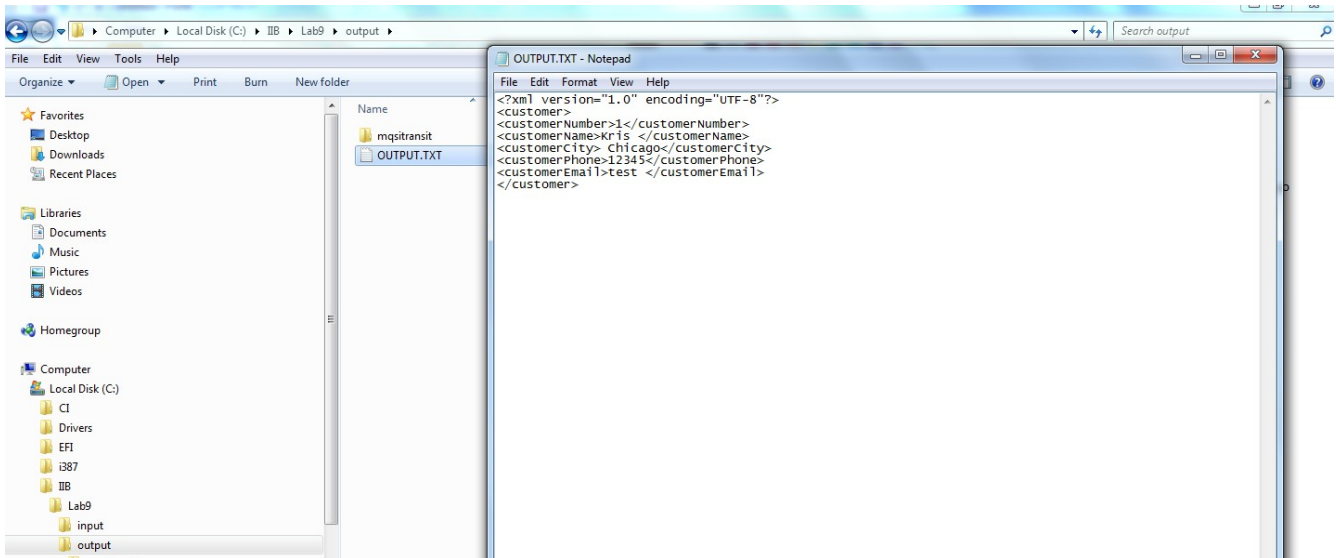 Computer ▸ Local Disk (C:) ▸ IIB ▸ Lab9 ▸ output ▸
Search output
File Edit View Tools Help
Organize Open Print Burn New folder
Favorites
Desktop
Downloads
Recent Places
Libraries
Documents
Music
Pictures
Videos
Homegroup
Computer
Local Disk (C:)
CI
Drivers
EFI
i387
IIB
Lab9
input
output
Name
mqsitransit
OUTPUT.TXT
OUTPUT.TXT - Notepad
File Edit Format View Help
<?xml version="1.0" encoding="UTF-8"?>
<customer>
<customerNumber>1</customerNumber>
<customerName>Kris </customerName>
<customerCity> Chicago</customerCity>
<customerPhone>12345</customerPhone>
<customerEmail>test </customerEmail>
</customer>